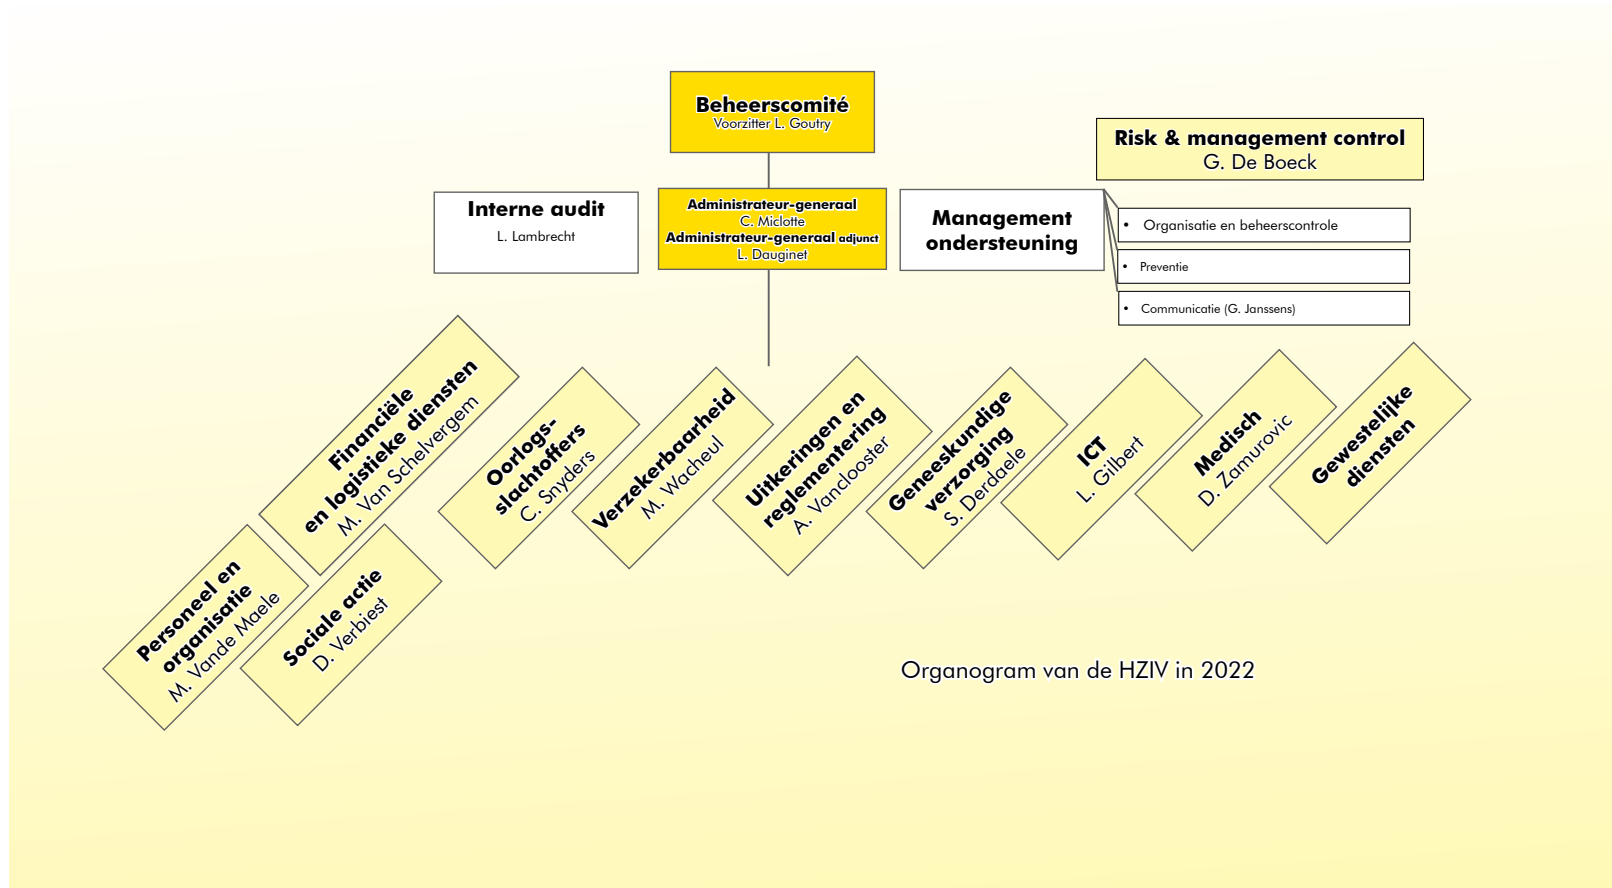 Beheerscomité
Voorzitter L. Goutry
Risk & management control
G. De Boeck
Interne audit
L. Lambrecht
Administrateur-generaal
C. Miclotte
Administrateur-generaal adjunct
L. Dauginet
Management
ondersteuning
• Organisatie en beheerscontrole
• Preventie
• Communicatie (G. Janssens)
Financiële
en logistieke diensten
M. Van Schelvergem
Oorlogs-
slachtoffers
C. Snyders
Verzekerbaarheid
M. Wacheul
Uitkeringen en
reglementering
A. Vanclooster
Geneeskundige
verzorging
S. Derdaele
ICT
L. Gilbert
Medisch
D. Zamurovic
Gewestelijke
diensten
Personeel en
organisatie
M. Vande Maele
Sociale actie
D. Verbiest
Organogram van de HZIV in 2022